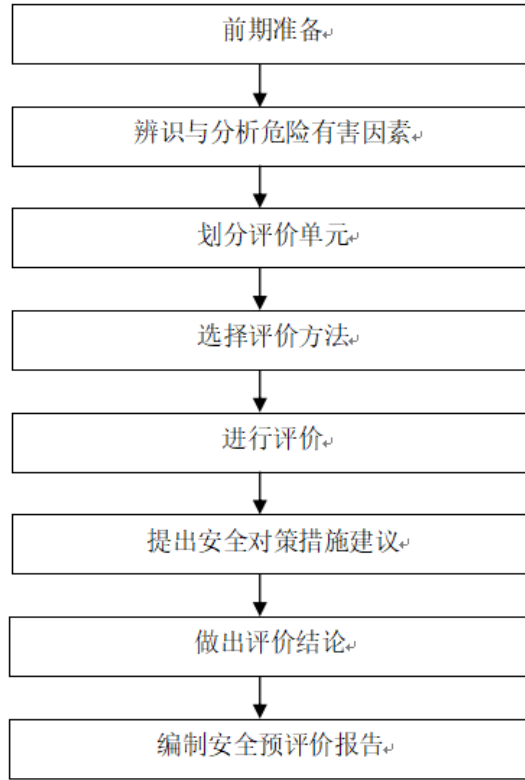 前期准备
辨识与分析危险有害因素
划分评价单元
选择评价方法
进行评价
提出安全对策措施建议
做出评价结论
编制安全预评价报告